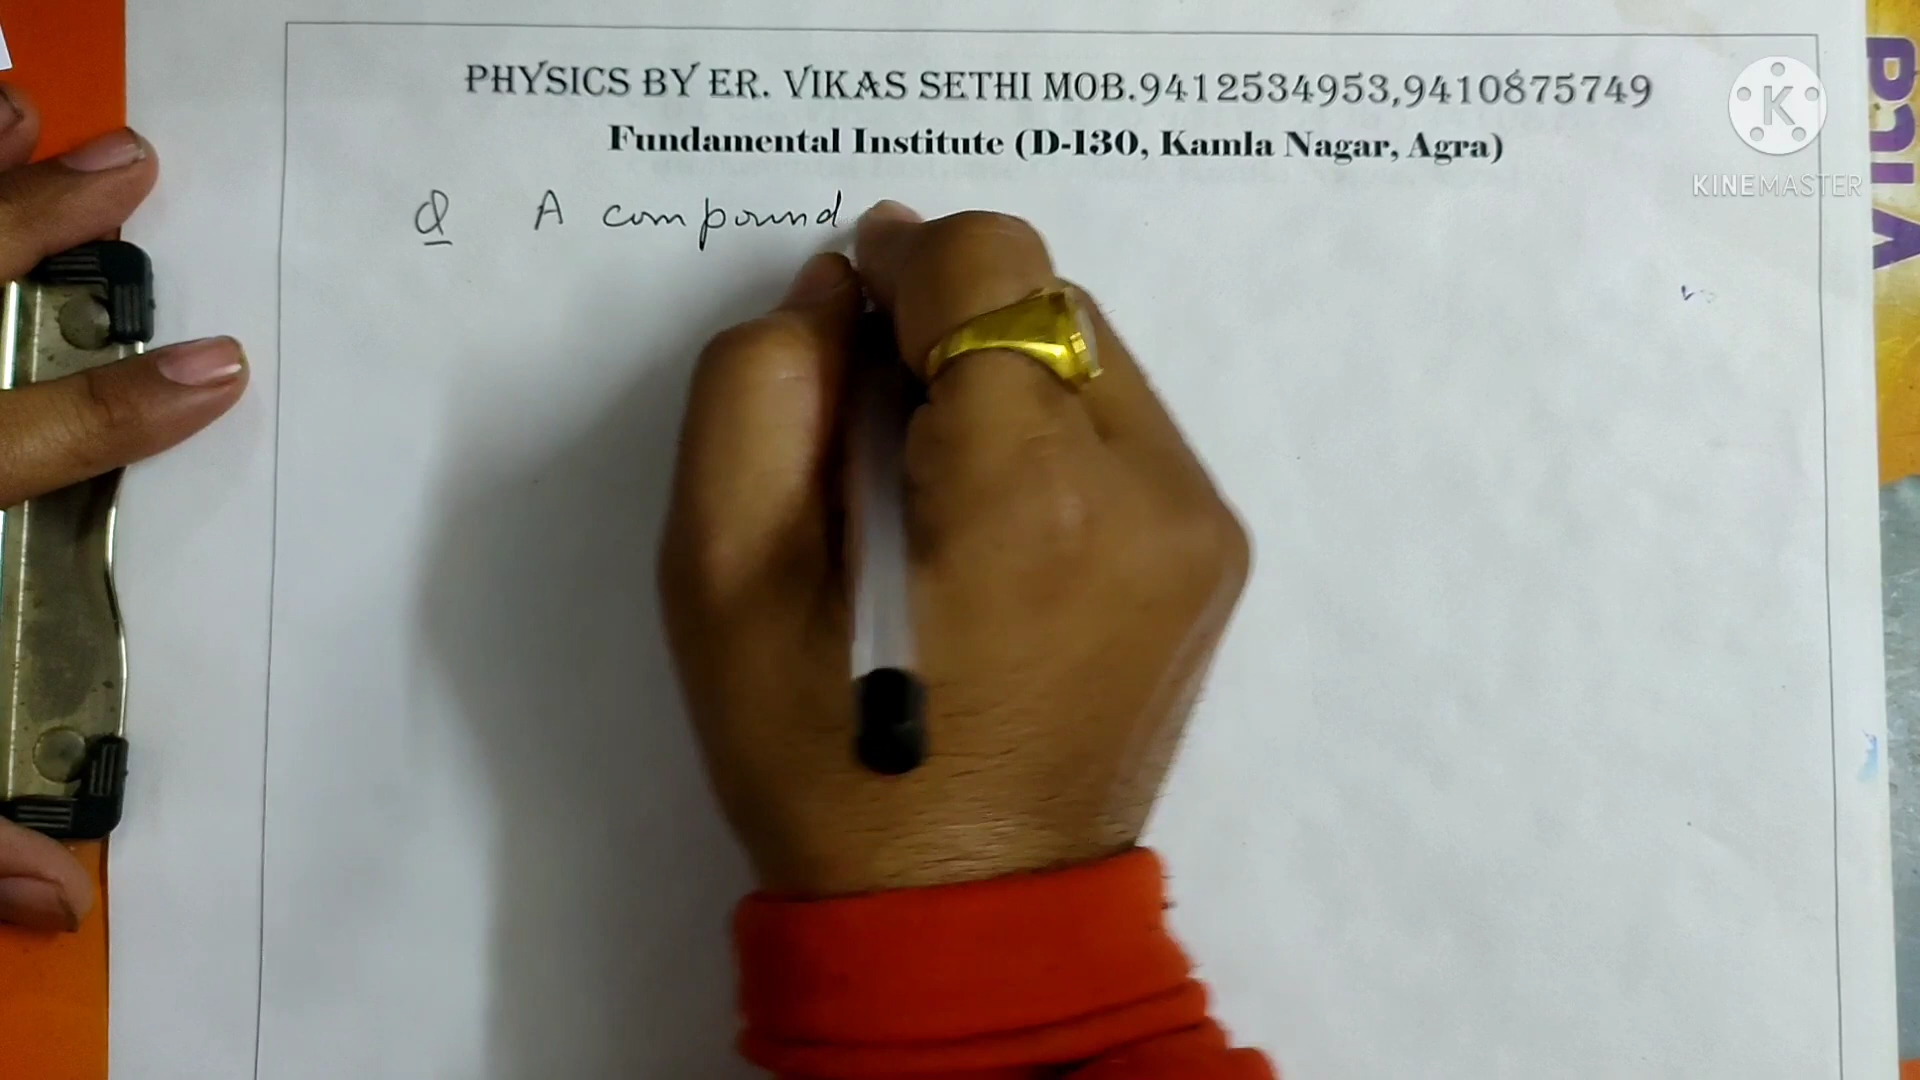 PHYSICS BY ER. VIKAS SETHI MOB.9412534953,9410875749
Fundamental Institute (D-130, Kamla Nagar, Agra)
Q A compound
K
KINEMASTER